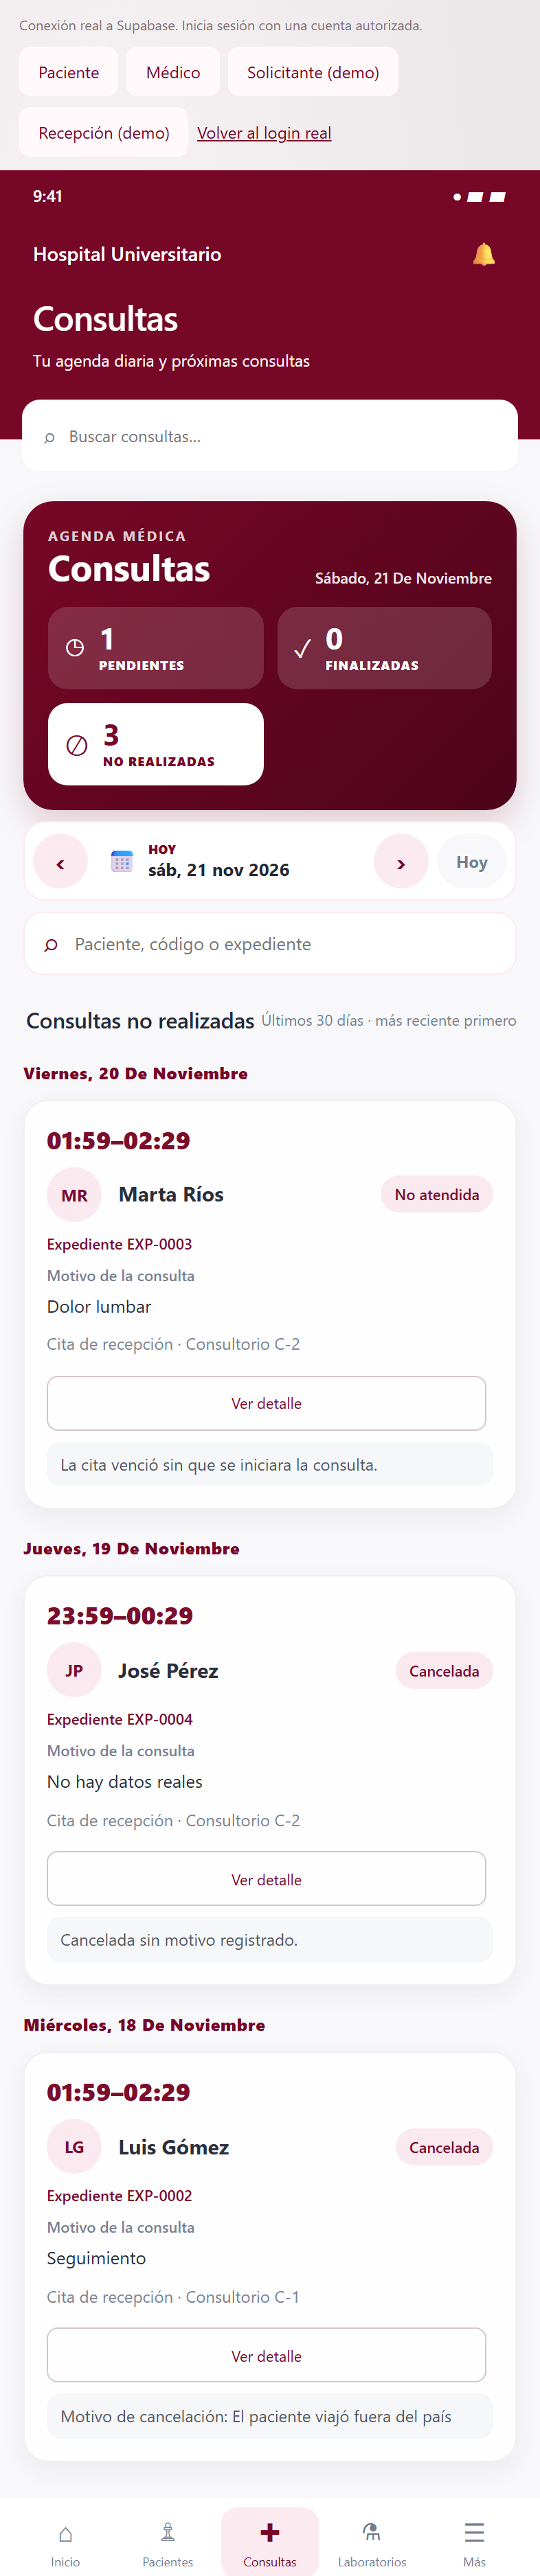 Conexión real a Supabase. Inicia sesión con una cuenta autorizada.
Paciente
Médico
Solicitante (demo)
Recepción (demo)
Volver al login real
9:41
Hospital Universitario
Consultas
Tu agenda diaria y próximas consultas
Buscar consultas...
AGENDA MÉDICA
Consultas
Sábado, 21 De Noviembre
1
PENDIENTES
0
FINALIZADAS
3
NO REALIZADAS
HOY
sáb, 21 nov 2026
Hoy
Paciente, código o expediente
Consultas no realizadas
Últimos 30 días · más reciente primero
Viernes, 20 De Noviembre
01:59–02:29
MR
Marta Ríos
No atendida
Expediente EXP-0003
Motivo de la consulta
Dolor lumbar
Cita de recepción · Consultorio C-2
Ver detalle
La cita venció sin que se iniciara la consulta.
Jueves, 19 De Noviembre
23:59–00:29
JP
José Pérez
Cancelada
Expediente EXP-0004
Motivo de la consulta
No hay datos reales
Cita de recepción · Consultorio C-2
Ver detalle
Cancelada sin motivo registrado.
Miércoles, 18 De Noviembre
01:59–02:29
LG
Luis Gómez
Cancelada
Expediente EXP-0002
Motivo de la consulta
Seguimiento
Cita de recepción · Consultorio C-1
Ver detalle
Motivo de cancelación: El paciente viajó fuera del país
Inicio
Pacientes
Consultas
Laboratorios
Más